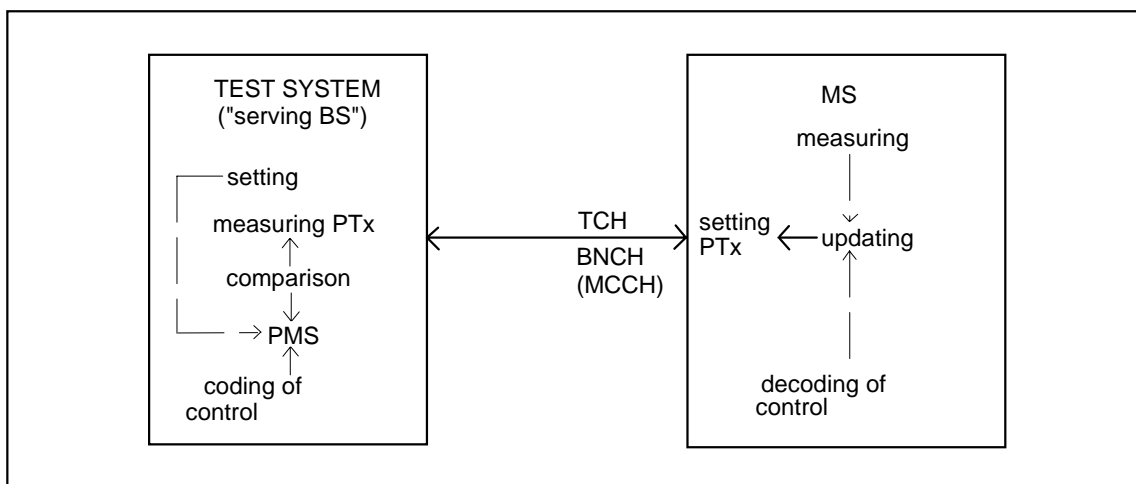 TEST SYSTEM
("serving BS")
setting
measuring PTx
comparison
PMS
coding of
control
TCH
BNCH
(MCCH)
MS
measuring
setting
PTx
updating
decoding of
control